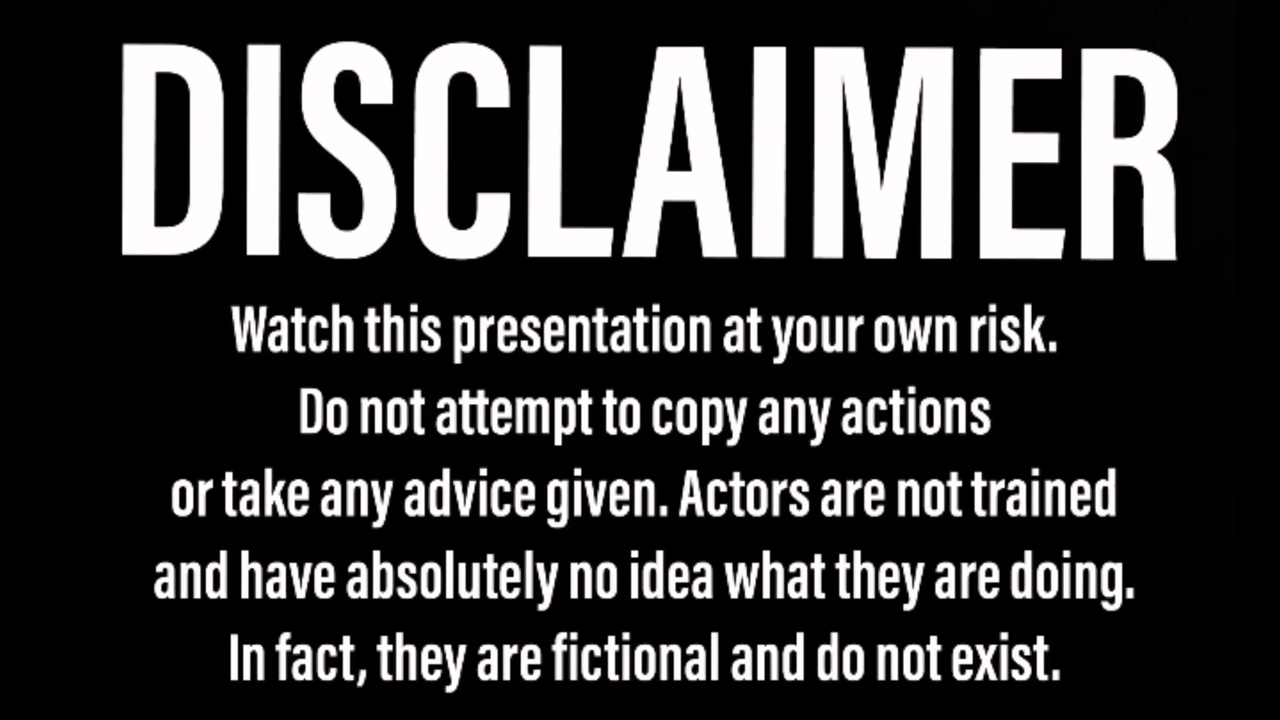 DISCLAIMER
Watch this presentation at your own risk.
Do not attempt to copy any actions
or take any advice given. Actors are not trained
and have absolutely no idea what they are doing.
In fact, they are fictional and do not exist.